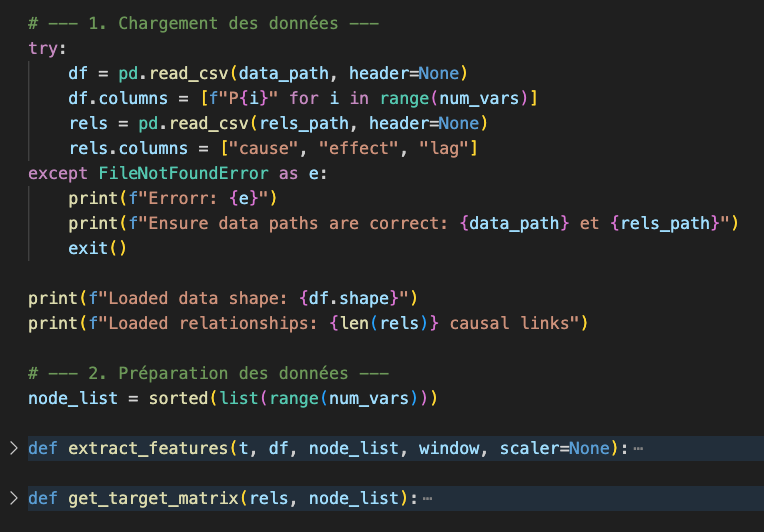 # --- 1. Chargement des données ---
try:
    df = pd.read_csv(data_path, header=None)
    df.columns = [f"P{i}" for i in range(num_vars)]
    rels = pd.read_csv(rels_path, header=None)
    rels.columns = ["cause", "effect", "lag"]
except FileNotFoundError as e:
    print(f"Errorr: {e}")
    print(f"Ensure data paths are correct: {data_path} et {rels_path}")
    exit()
print(f"Loaded data shape: {df.shape}")
print(f"Loaded relationships: {len(rels)} causal links")
# --- 2. Préparation des données ---
node_list = sorted(list(range(num_vars)))
def extract_features(t, df, node_list, window, scaler=None):
def get_target_matrix(rels, node_list):